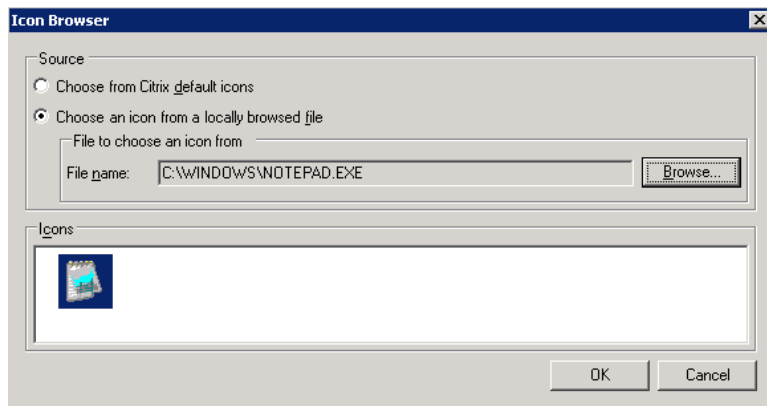 Icon Browser
Source
Choose from Citrix default icons
Choose an icon from a locally browsed file
File to choose an icon from
File name: C:\WINDOWS\NOTEPAD.EXE Browse...
Icons
OK Cancel